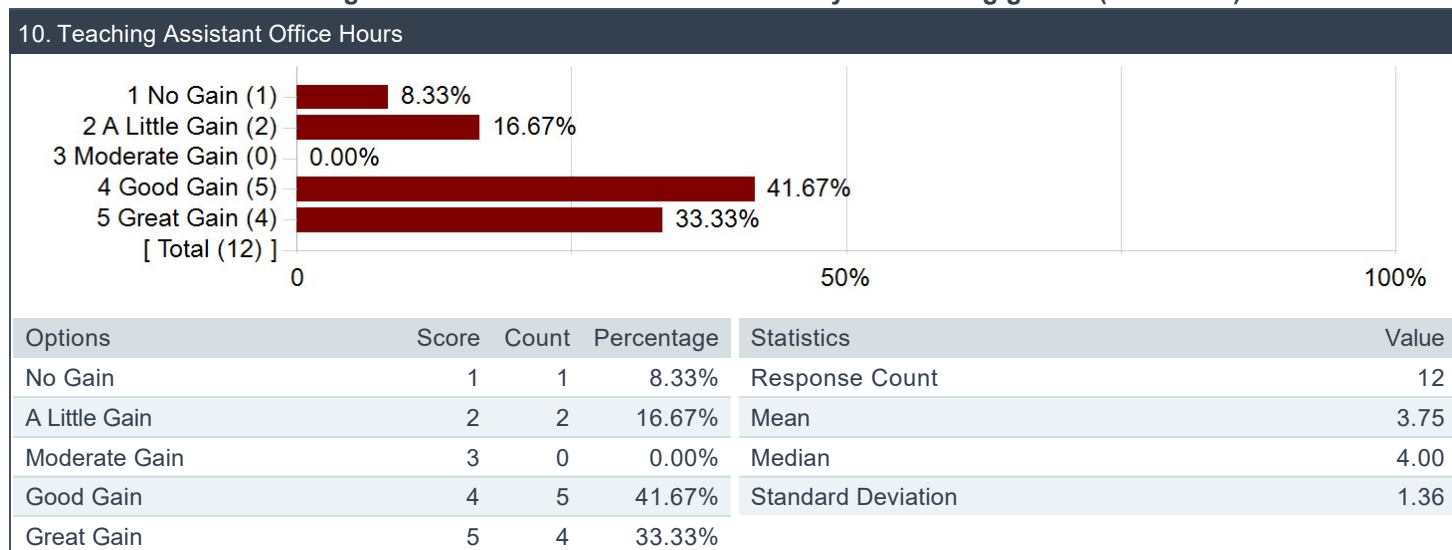 10. Teaching Assistant Office Hours
1 No Gain (1) 8.33%
2 A Little Gain (2) 16.67%
3 Moderate Gain (0) 0.00%
4 Good Gain (5) 41.67%
5 Great Gain (4) 33.33%
[ Total (12) ]
0 50% 100%
Options Score Count Percentage Statistics Value
No Gain 1 1 8.33% Response Count 12
A Little Gain 2 2 16.67% Mean 3.75
Moderate Gain 3 0 0.00% Median 4.00
Good Gain 4 5 41.67% Standard Deviation 1.36
Great Gain 5 4 33.33%